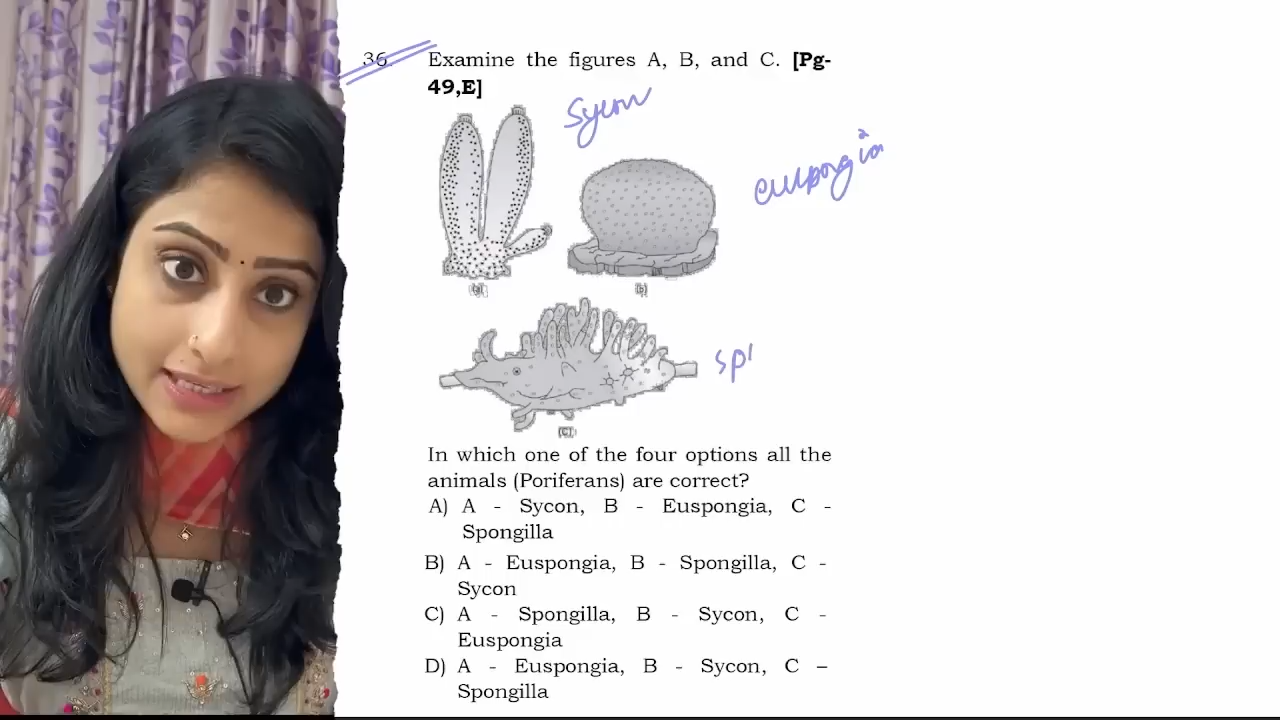 36. Examine the figures A, B, and C. [Pg-
49,E]
Sycon
euspongia
(a)
(b)
spi
(C)
In which one of the four options all the
animals (Poriferans) are correct?
A) A - Sycon, B - Euspongia, C -
Spongilla
B) A - Euspongia, B - Spongilla, C -
Sycon
C) A - Spongilla, B - Sycon, C -
Euspongia
D) A - Euspongia, B - Sycon, C –
Spongilla